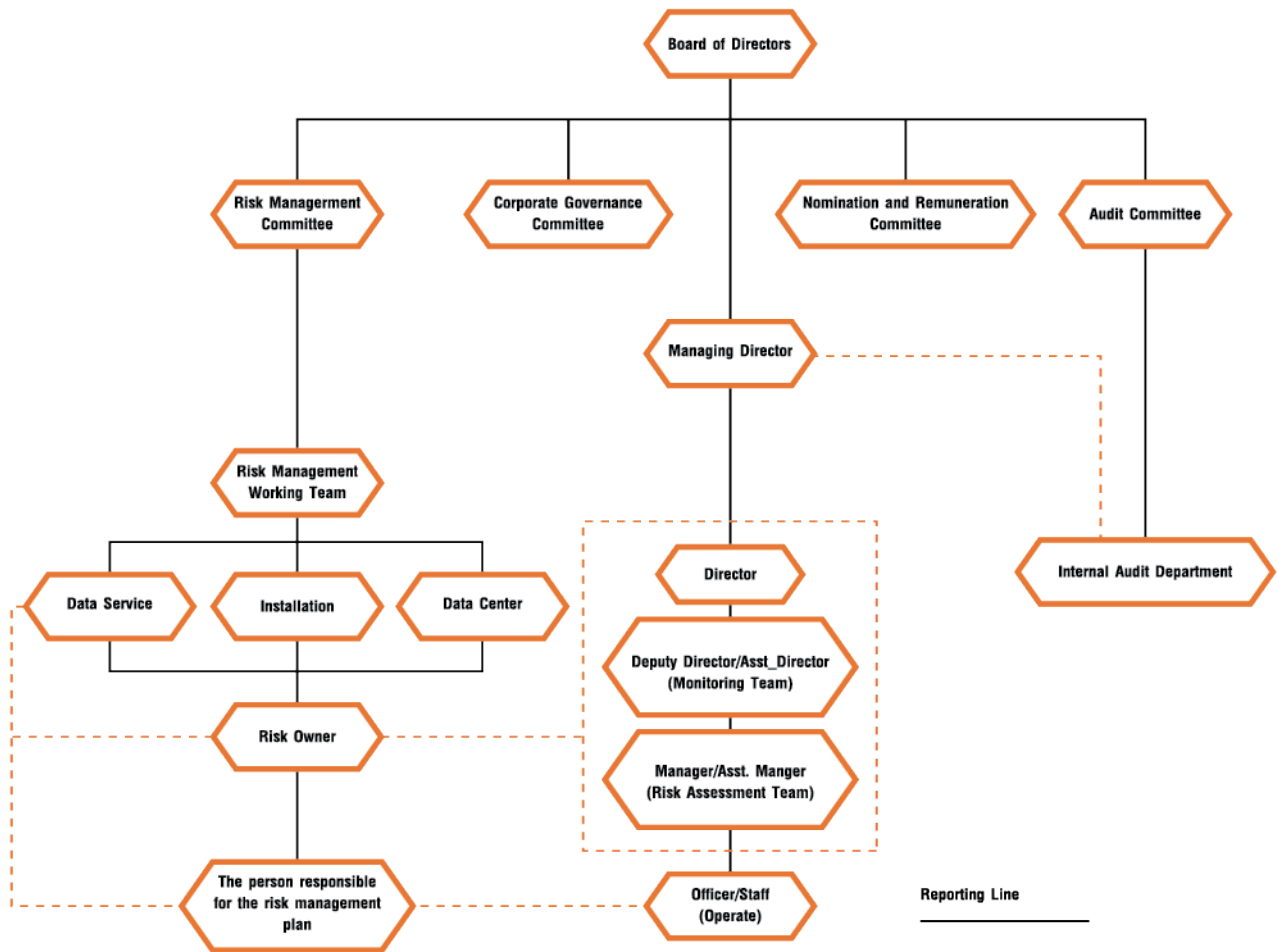 Board of Directors
Risk Managerment
Committee
Corporate Governance
Committee
Nomination and Remuneration
Committee
Audit Committee
Managing Director
Risk Management
Working Team
Internal Audit Department
Director
Data Service
Installation
Data Center
Deputy Director/Asst_Director
(Monitoring Team)
Risk Owner
Manager/Asst. Manger
(Risk Assessment Team)
The person responsible
for the risk management
plan
Officer/Staff
(Operate)
Reporting Line